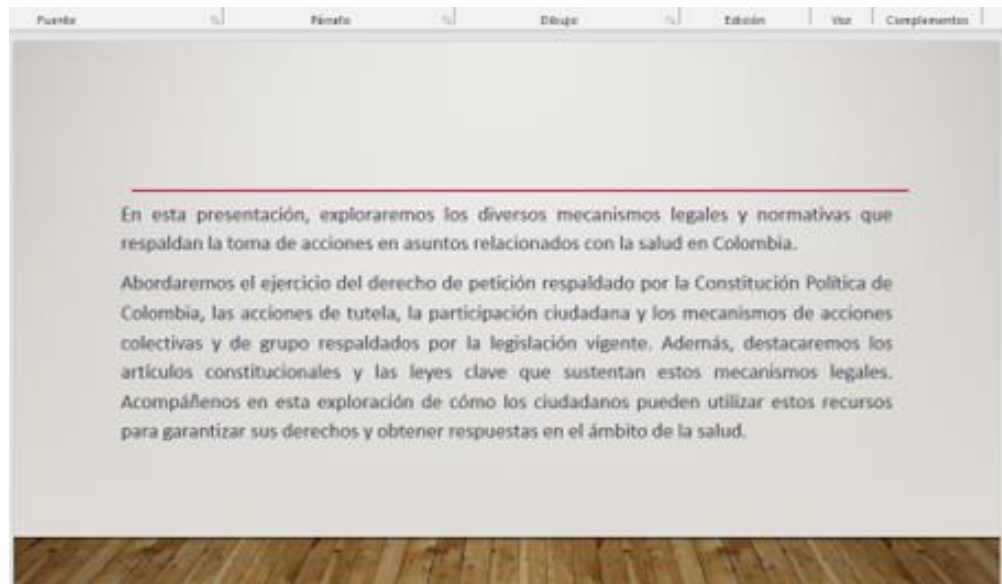 Fuente Párrafo Dibujo Edición Voz Complementos
En esta presentación, exploraremos los diversos mecanismos legales y normativas que
respaldan la toma de acciones en asuntos relacionados con la salud en Colombia.
Abordaremos el ejercicio del derecho de petición respaldado por la Constitución Política de
Colombia, las acciones de tutela, la participación ciudadana y los mecanismos de acciones
colectivas y de grupo respaldados por la legislación vigente. Además, destacaremos los
artículos constitucionales y las leyes clave que sustentan estos mecanismos legales.
Acompáñenos en esta exploración de cómo los ciudadanos pueden utilizar estos recursos
para garantizar sus derechos y obtener respuestas en el ámbito de la salud.